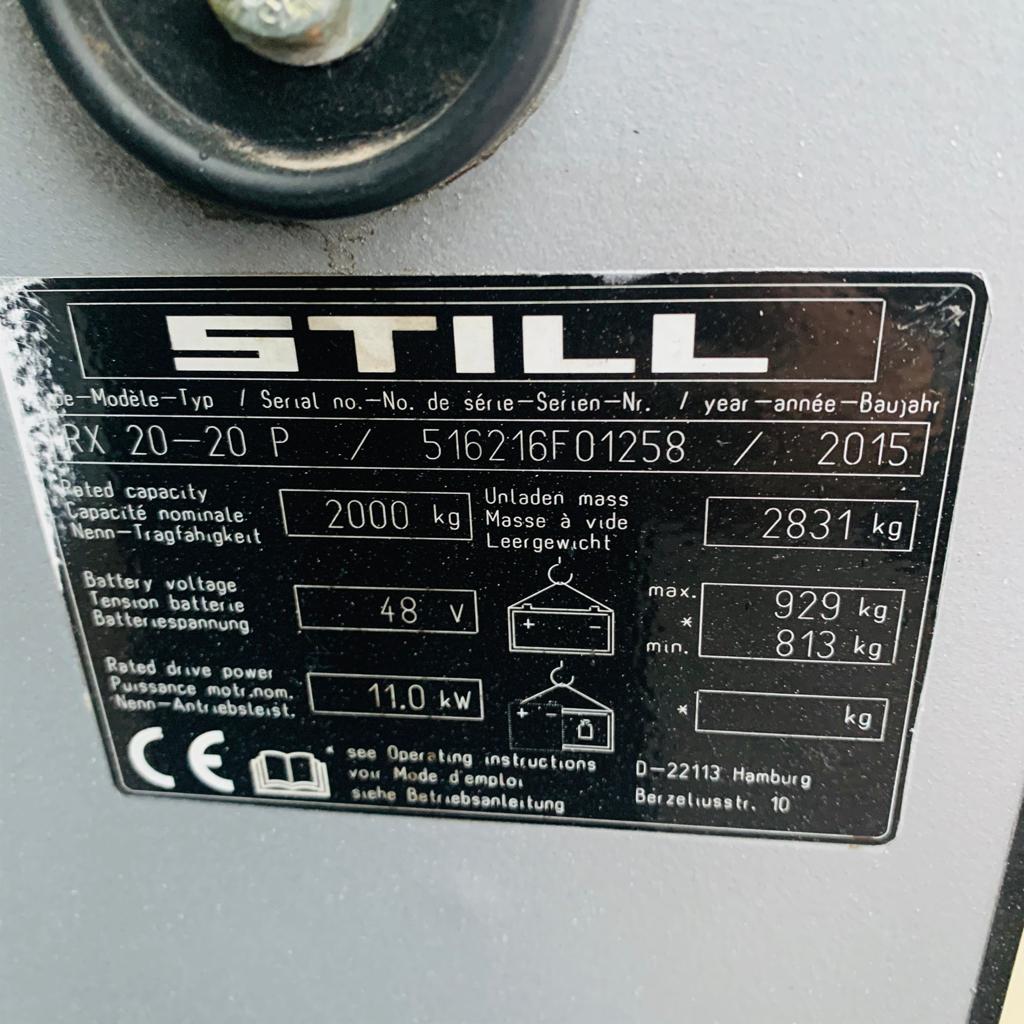 STILL
de-Modèle-Typ / Serial no.-No. de série-Serien-Nr. / year-année-Baujahr
RX 20-20 P / 516216F01258 / 2015
Rated capacity
Capacité nominale
Nenn-Tragfähigkeit
2000 kg
Unladen mass
Masse à vide
Leergewicht
2831 kg
Battery voltage
Tension batterie
Batteriespannung
48 V
+ -
max. 929 kg
*
min. 813 kg
Rated drive power
Puissance motr.nom.
Nenn-Antriebsleist.
11.0 kW
+ -
* kg
CE
* see Operating instructions
voir Mode d'emploi
siehe Betriebsanleitung
D-22113 Hamburg
Berzeliusstr. 10